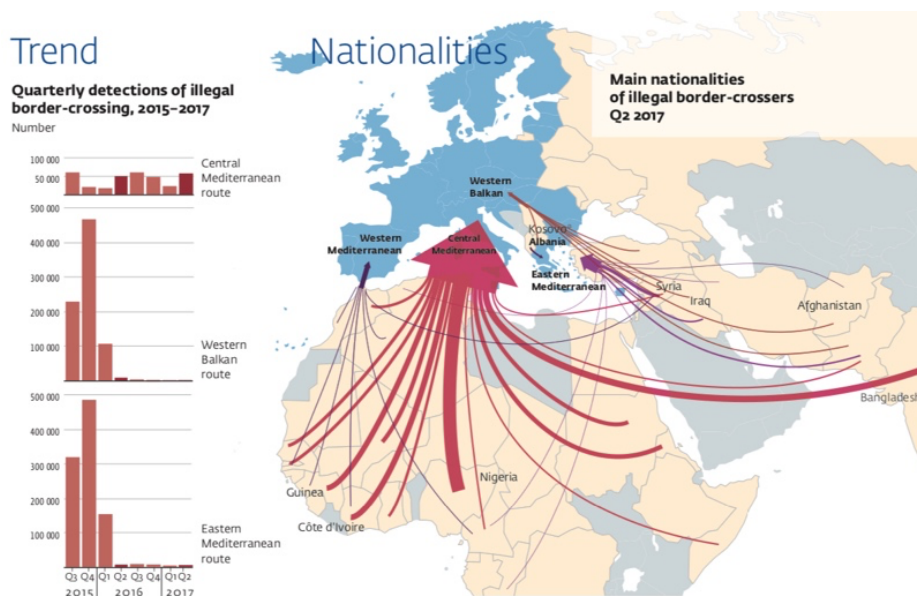 Trend
Quarterly detections of illegal
border-crossing, 2015–2017
Number
100 000
50 000
Central
Mediterranean
route
500 000
400 000
300 000
200 000
100 000
Western
Balkan
route
500 000
400 000
300 000
200 000
100 000
Eastern
Mediterranean
route
Q3 Q4 Q1 Q2 Q3 Q4 Q1 Q2
2015 2016 2017
Nationalities
Main nationalities
of illegal border-crossers
Q2 2017
Western
Balkan
Kosovo*
Albania
Western
Mediterranean
Central
Mediterranean
Eastern
Mediterranean
Syria
Iraq
Afghanistan
Bangladesh
Nigeria
Guinea
Côte d'Ivoire